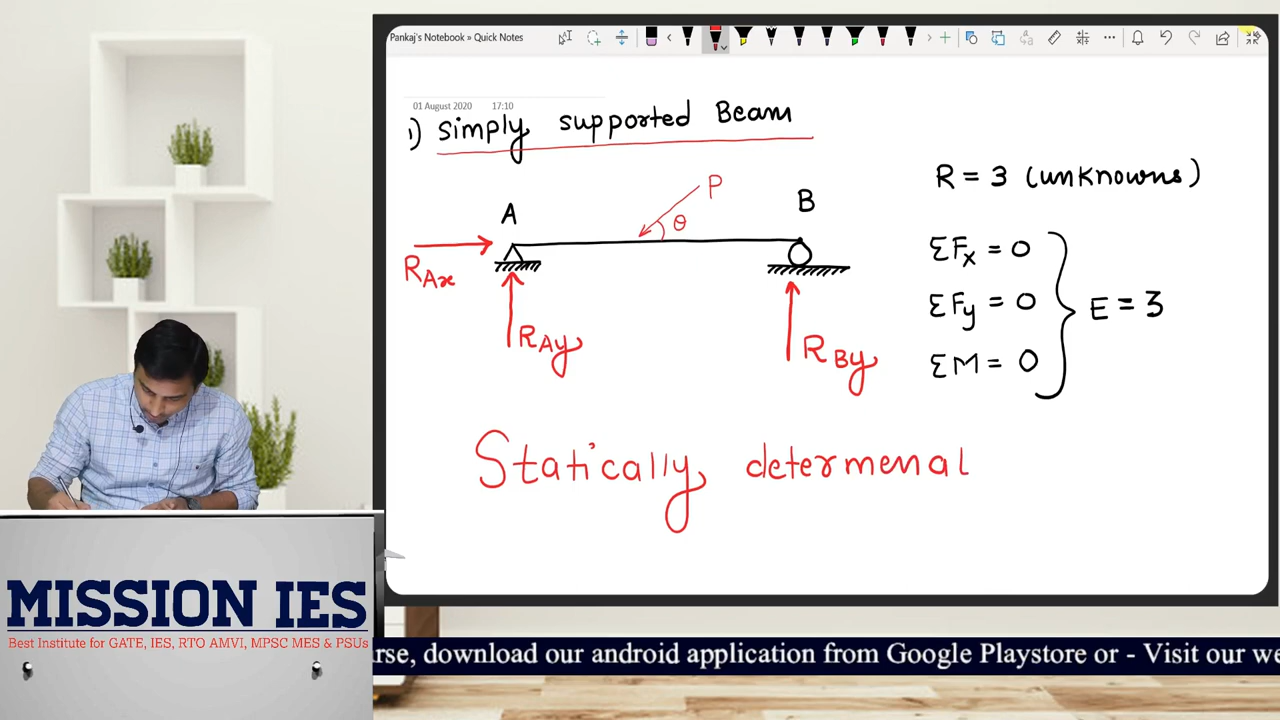 Pankaj's Notebook » Quick Notes
01 August 2020 17:10
1) simply supported Beam
R = 3 (unknowns)
P
A
B
θ
ΣFx = 0
RAx
ΣFy = 0
E = 3
RAy
RBy
ΣM = 0
Statically determenal
MISSION IES
Best Institute for GATE, IES, RTO AMVI, MPSC MES & PSUs
rse, download our android application from Google Playstore or - Visit our we